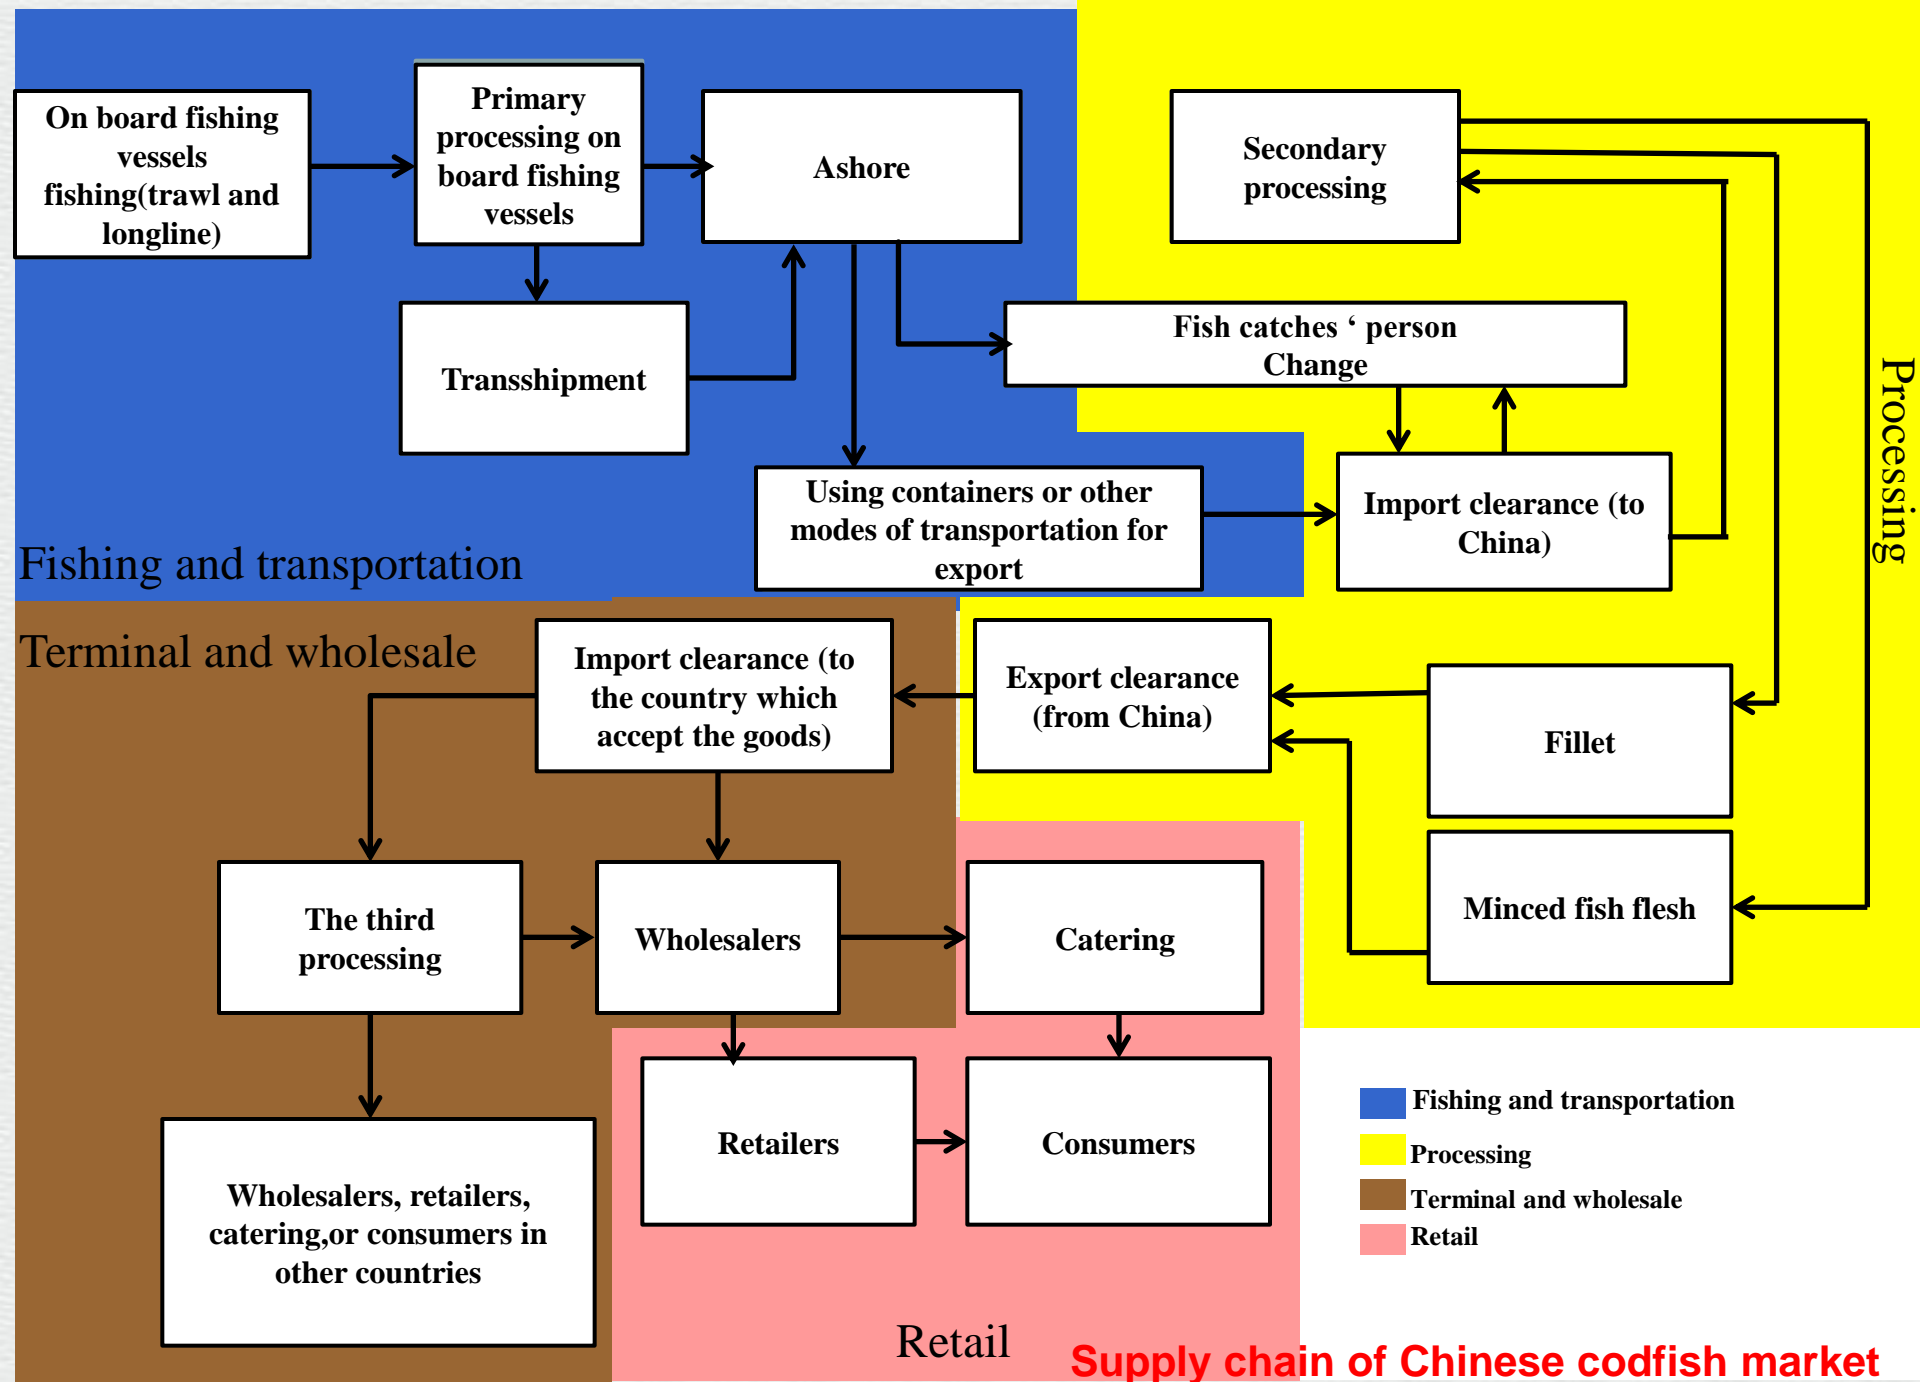 On board fishing
vessels
fishing(trawl and
longline)
Primary
processing on
board fishing
vessels
Ashore
Secondary
processing
Transshipment
Fish catches ‘ person
Change
Processing
Using containers or other
modes of transportation for
export
Import clearance (to
China)
Fishing and transportation
Terminal and wholesale
Import clearance (to
the country which
accept the goods)
Export clearance
(from China)
Fillet
The third
processing
Wholesalers
Catering
Minced fish flesh
Retailers
Consumers
Wholesalers, retailers,
catering,or consumers in
other countries
Fishing and transportation
Processing
Terminal and wholesale
Retail
Retail
Supply chain of Chinese codfish market